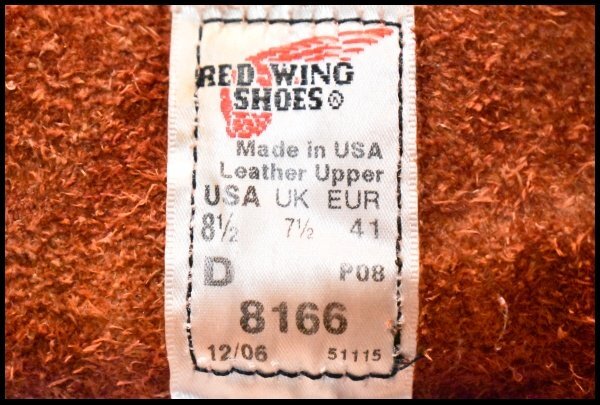 RED WING
SHOES®
Made in USA
Leather Upper
USA UK EUR
8½ 7½ 41
D P08
8166
12/06 51115